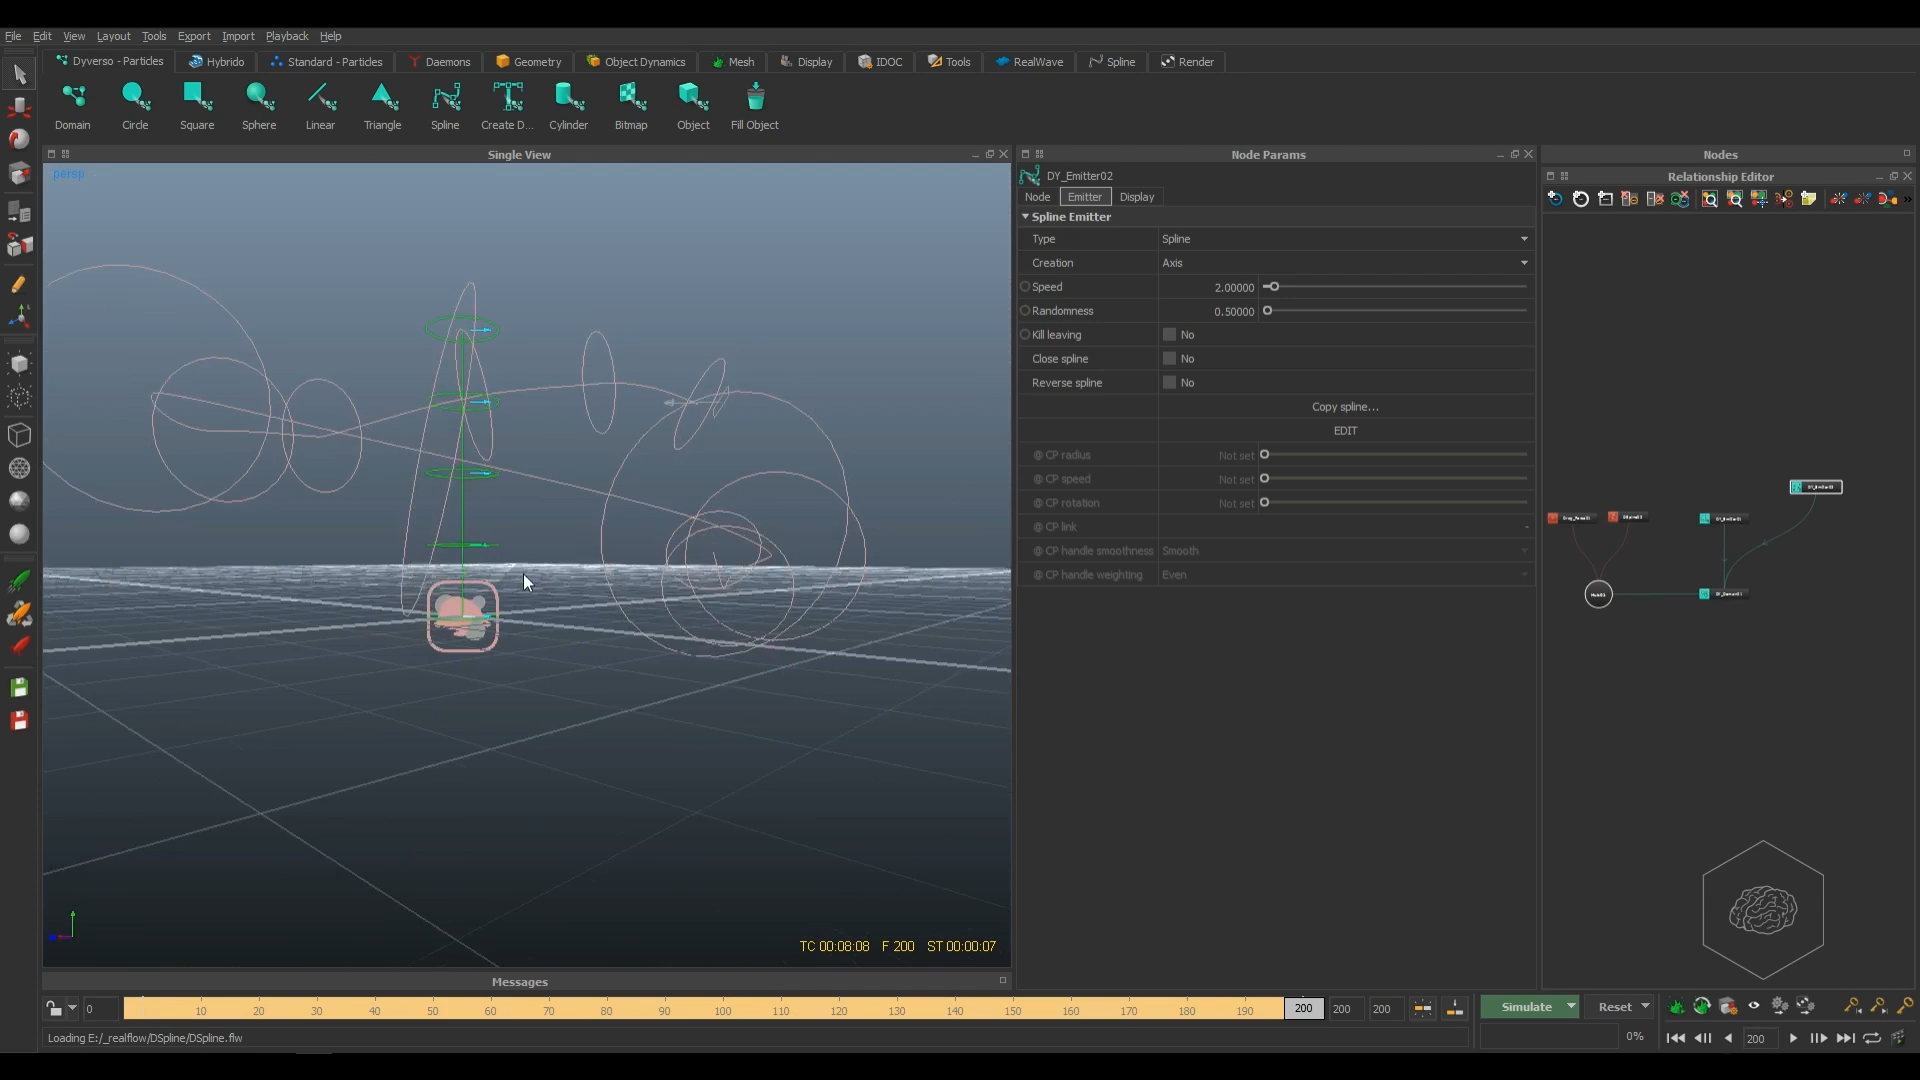 File Edit View Layout Tools Export Import Playback Help
Dyverso - Particles Hybrido Standard - Particles Daemons Geometry Object Dynamics Mesh Display IDOC Tools RealWave Spline Render
Domain Circle Square Sphere Linear Triangle Spline Create D... Cylinder Bitmap Object Fill Object
Single View
Node Params
Nodes
persp
DY_Emitter02
Relationship Editor
Node Emitter Display
Spline Emitter
Type Spline
Creation Axis
Speed 2.00000
Randomness 0.50000
Kill leaving No
Close spline No
Reverse spline No
Copy spline...
EDIT
@ CP radius Not set
@ CP speed Not set
@ CP rotation Not set
@ CP link
@ CP handle smoothness Smooth
@ CP handle weighting Even
TC 00:08:08 F 200 ST 00:00:07
Messages
0 10 20 30 40 50 60 70 80 90 100 110 120 130 140 150 160 170 180 190 200 200 200
Simulate Reset
Loading E:/_realflow/DSpline/DSpline.flw
0%
200